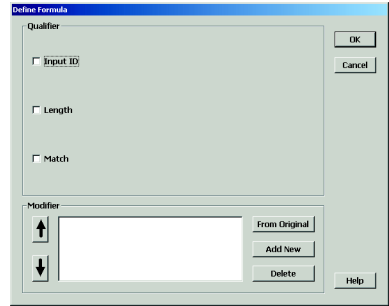 Define Formula
Qualifier
OK
Input ID
Cancel
Length
Match
Modifier
From Original
Add New
Delete
Help